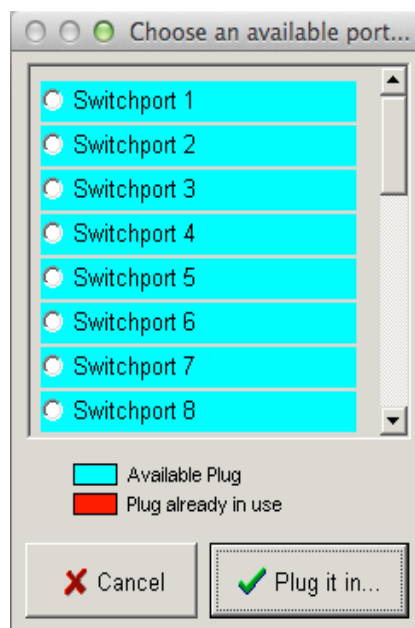 Choose an available port...
Switchport 1
Switchport 2
Switchport 3
Switchport 4
Switchport 5
Switchport 6
Switchport 7
Switchport 8
Available Plug
Plug already in use
Cancel
Plug it in...